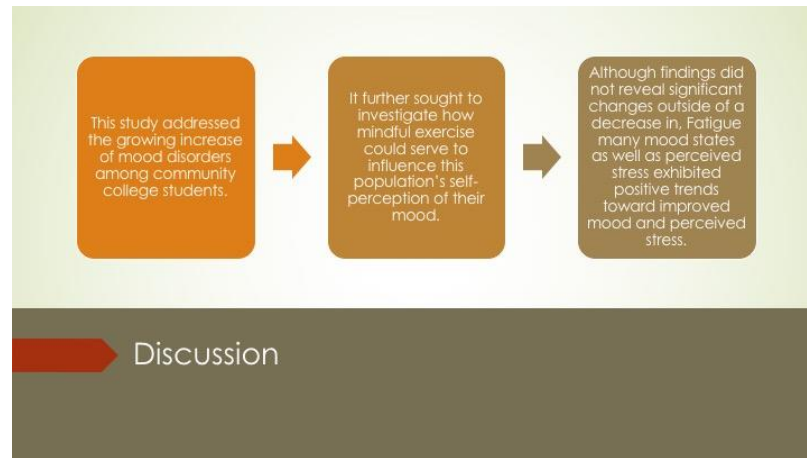 This study addressed
the growing increase
of mood disorders
among community
college students.
It further sought to
investigate how
mindful exercise
could serve to
influence this
population's self-
perception of their
mood.
Although findings did
not reveal significant
changes outside of a
decrease in, Fatigue
many mood states
as well as perceived
stress exhibited
positive trends
toward improved
mood and perceived
stress.
Discussion